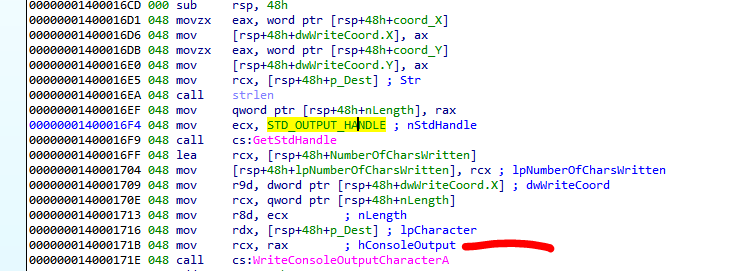 00000001400016CD 000 sub rsp, 48h
00000001400016D1 048 movzx eax, word ptr [rsp+48h+coord_X]
00000001400016D6 048 mov [rsp+48h+dwWriteCoord.X], ax
00000001400016DB 048 movzx eax, word ptr [rsp+48h+coord_Y]
00000001400016E0 048 mov [rsp+48h+dwWriteCoord.Y], ax
00000001400016E5 048 mov rcx, [rsp+48h+p_Dest] ; Str
00000001400016EA 048 call strlen
00000001400016EF 048 mov qword ptr [rsp+48h+nLength], rax
00000001400016F4 048 mov ecx, STD_OUTPUT_HANDLE ; nStdHandle
00000001400016F9 048 call cs:GetStdHandle
00000001400016FF 048 lea rcx, [rsp+48h+NumberOfCharsWritten]
0000000140001704 048 mov [rsp+48h+lpNumberOfCharsWritten], rcx ; lpNumberOfCharsWritten
0000000140001709 048 mov r9d, dword ptr [rsp+48h+dwWriteCoord.X] ; dwWriteCoord
000000014000170E 048 mov rcx, qword ptr [rsp+48h+nLength]
0000000140001713 048 mov r8d, ecx ; nLength
0000000140001716 048 mov rdx, [rsp+48h+p_Dest] ; lpCharacter
000000014000171B 048 mov rcx, rax ; hConsoleOutput
000000014000171E 048 call cs:WriteConsoleOutputCharacterA